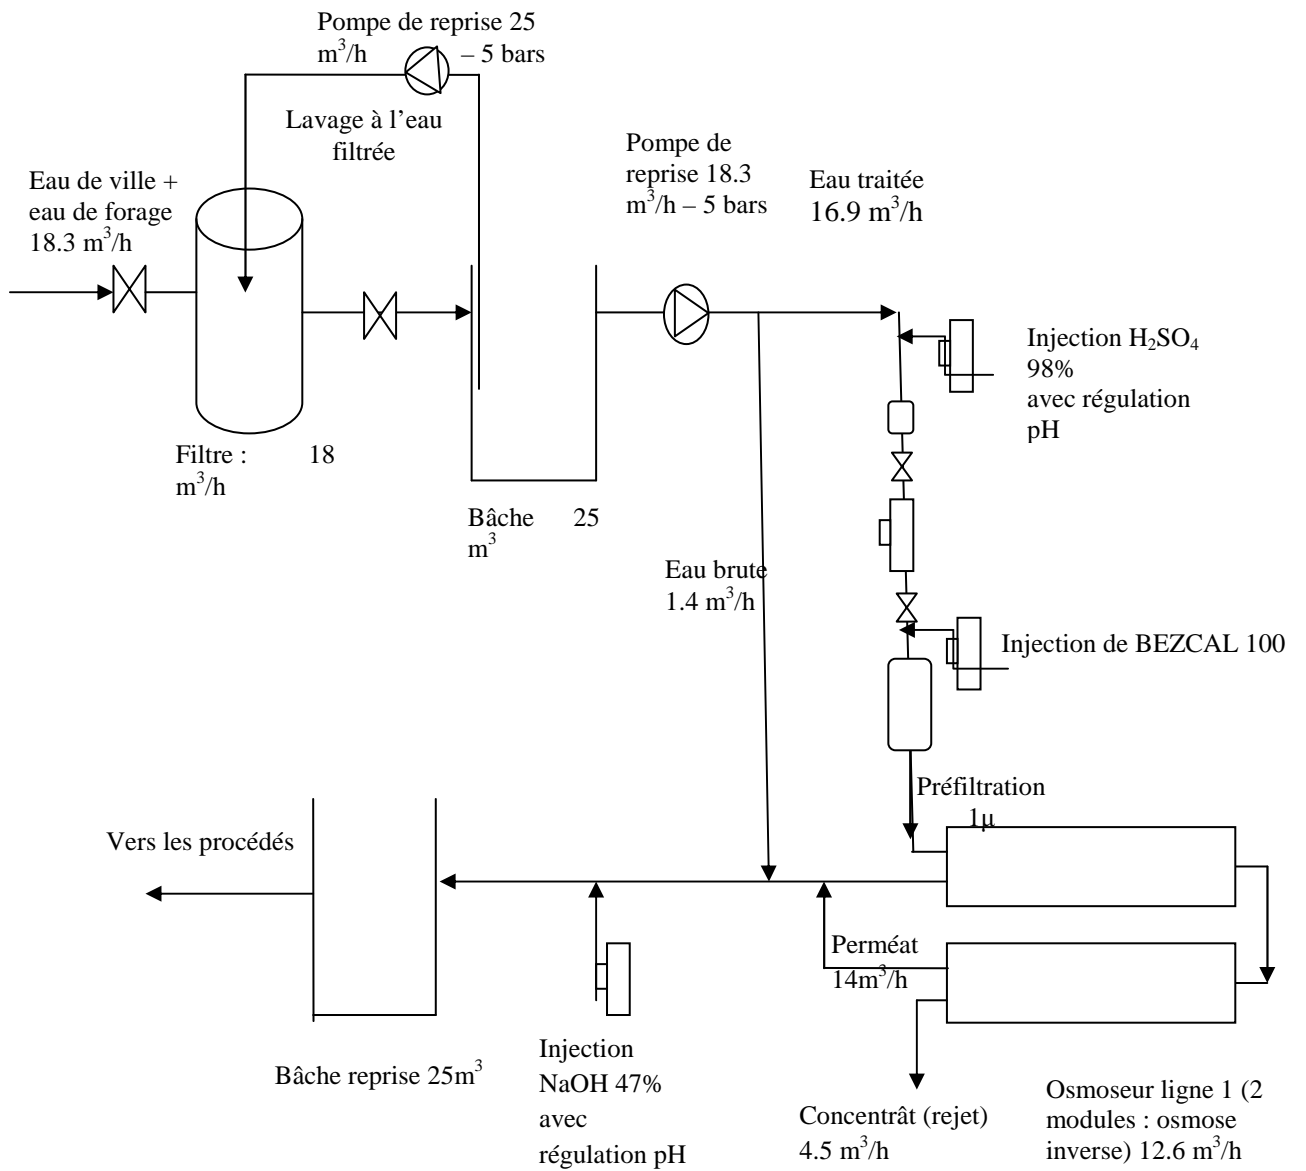 Pompe de reprise 25
m³/h – 5 bars
Lavage à l’eau
filtrée
Pompe de
reprise 18.3
m³/h – 5 bars
Eau traitée
16.9 m³/h
Eau de ville +
eau de forage
18.3 m³/h
Injection H₂SO₄
98%
avec régulation
pH
Filtre : 18
m³/h
Bâche 25
m³
Eau brute
1.4 m³/h
Injection de BEZCAL 100
Préfiltration
1µ
Vers les procédés
Perméat
14m³/h
Bâche reprise 25m³
Injection
NaOH 47%
avec
régulation pH
Concentrât (rejet)
4.5 m³/h
Osmoseur ligne 1 (2
modules : osmose
inverse) 12.6 m³/h